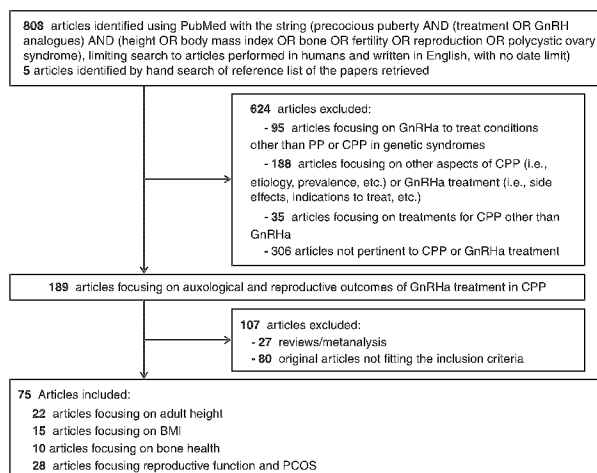 808 articles identified using PubMed with the string (precocious puberty AND (treatment OR GnRH
analogues) AND (height OR body mass index OR bone OR fertility OR reproduction OR polycystic ovary
syndrome), limiting search to articles performed in humans and written in English, with no date limit)
5 articles identified by hand search of reference list of the papers retrieved
624 articles excluded:
- 95 articles focusing on GnRHa to treat conditions
other than PP or CPP in genetic syndromes
- 188 articles focusing on other aspects of CPP (i.e.,
etiology, prevalence, etc.) or GnRHa treatment (i.e., side
effects, indications to treat, etc.)
- 35 articles focusing on treatments for CPP other than
GnRHa
- 306 articles not pertinent to CPP or GnRHa treatment
189 articles focusing on auxological and reproductive outcomes of GnRHa treatment in CPP
107 articles excluded:
- 27 reviews/metanalysis
- 80 original articles not fitting the inclusion criteria
75 Articles included:
22 articles focusing on adult height
15 articles focusing on BMI
10 articles focusing on bone health
28 articles focusing reproductive function and PCOS